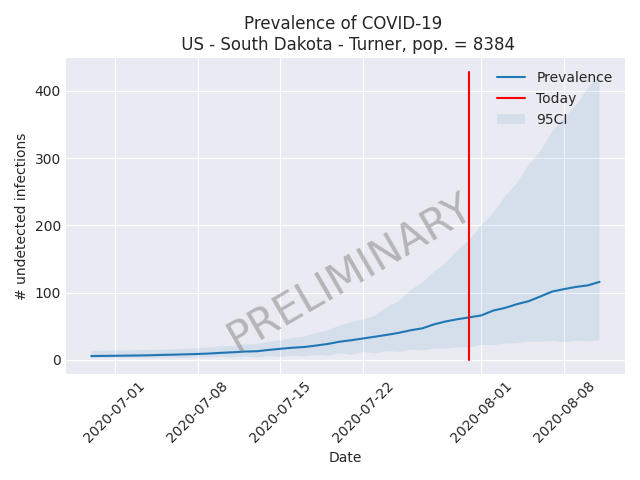 Prevalence of COVID-19
US - South Dakota - Turner, pop. = 8384
Prevalence
Today
95CI
# undetected infections
400
300
200
100
0
PRELIMINARY
2020-07-01
2020-07-08
2020-07-15
2020-07-22
2020-08-01
2020-08-08
Date